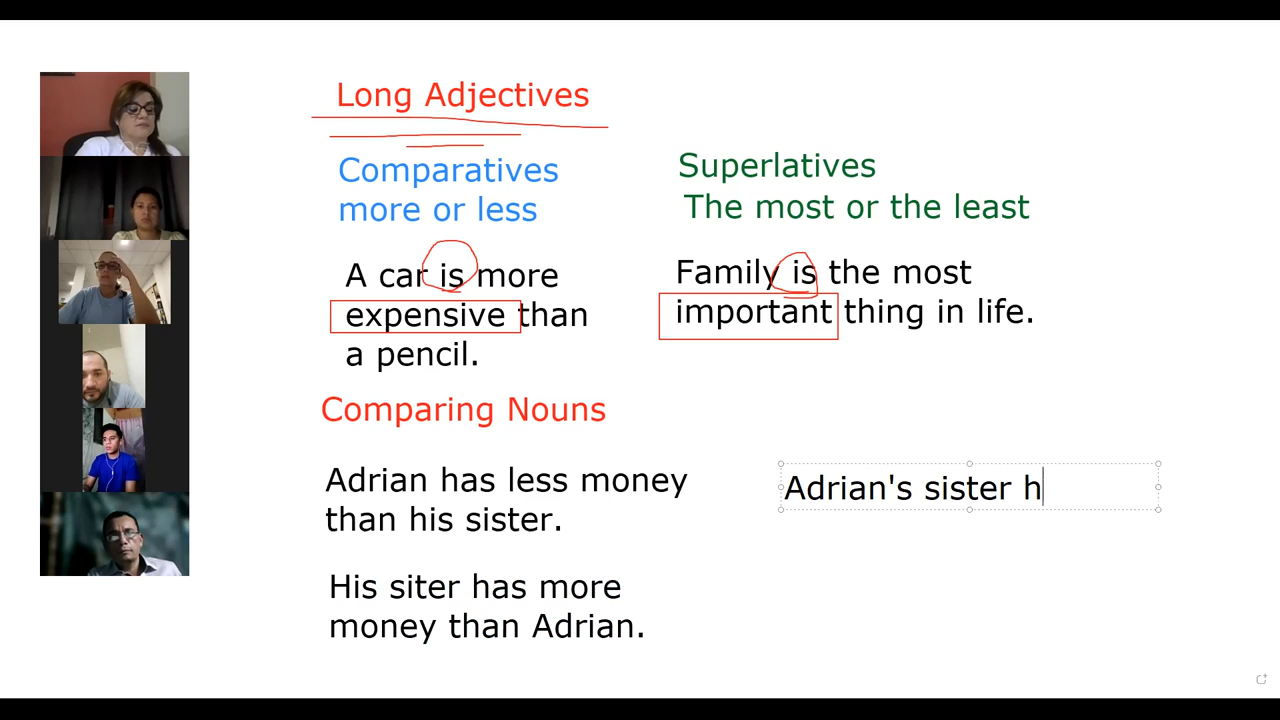 Long Adjectives
Comparatives
more or less
A car is more
expensive than
a pencil.
Superlatives
The most or the least
Family is the most
important thing in life.
Comparing Nouns
Adrian has less money
than his sister.
His siter has more
money than Adrian.
Adrian's sister h